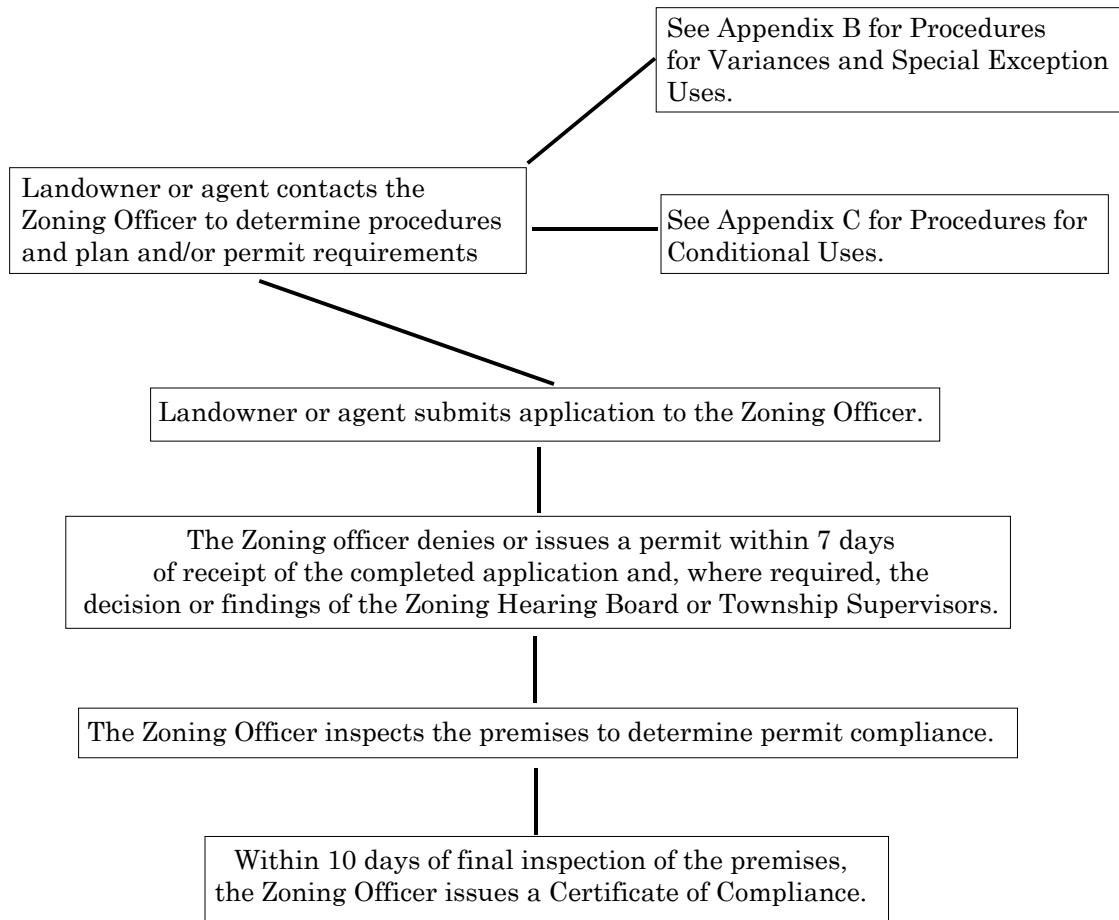 See Appendix B for Procedures
for Variances and Special Exception
Uses.
Landowner or agent contacts the
Zoning Officer to determine procedures
and plan and/or permit requirements
See Appendix C for Procedures for
Conditional Uses.
Landowner or agent submits application to the Zoning Officer.
The Zoning officer denies or issues a permit within 7 days
of receipt of the completed application and, where required, the
decision or findings of the Zoning Hearing Board or Township Supervisors.
The Zoning Officer inspects the premises to determine permit compliance.
Within 10 days of final inspection of the premises,
the Zoning Officer issues a Certificate of Compliance.